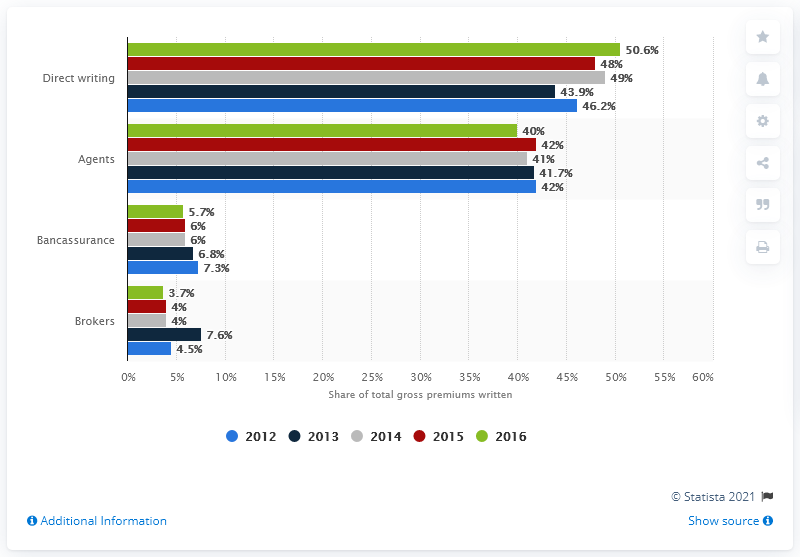 Direct writing
50.6%
48%
49%
43.9%
46.2%
Agents
40%
42%
41%
41.7%
42%
Bancassurance
5.7%
6%
6%
6.8%
7.3%
Brokers
3.7%
4%
4%
7.6%
4.5%
0% 5% 10% 15% 20% 25% 30% 35% 40% 45% 50% 55% 60%
Share of total gross premiums written
2012 2013 2014 2015 2016
© Statista 2021
Additional Information
Show source